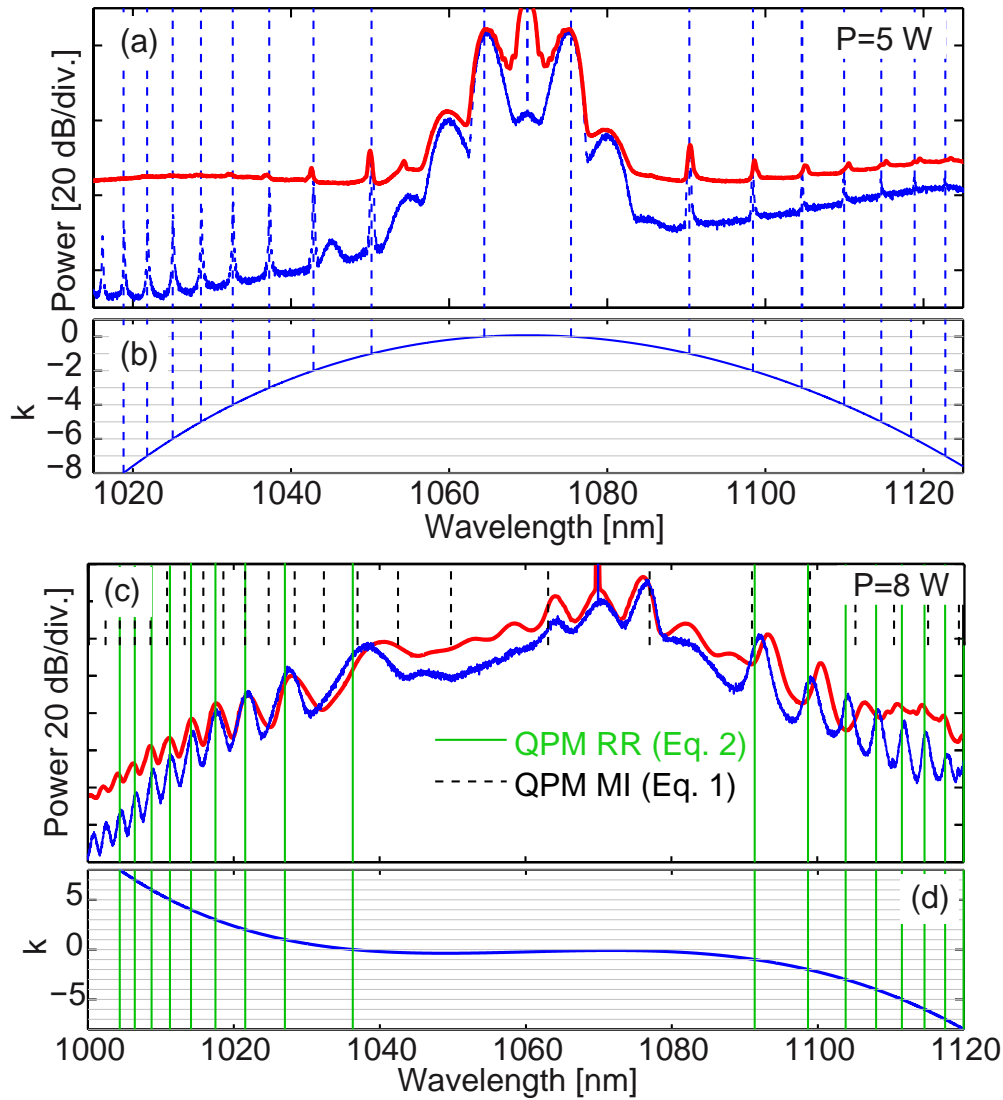 (a)
P=5 W
Power [20 dB/div.]
(b)
0
−2
−4
−6
−8
k
1020 1040 1060 1080 1100 1120
Wavelength [nm]
(c)
P=8 W
Power 20 dB/div.]
QPM RR (Eq. 2)
QPM MI (Eq. 1)
(d)
5
0
−5
k
1000 1020 1040 1060 1080 1100 1120
Wavelength [nm]